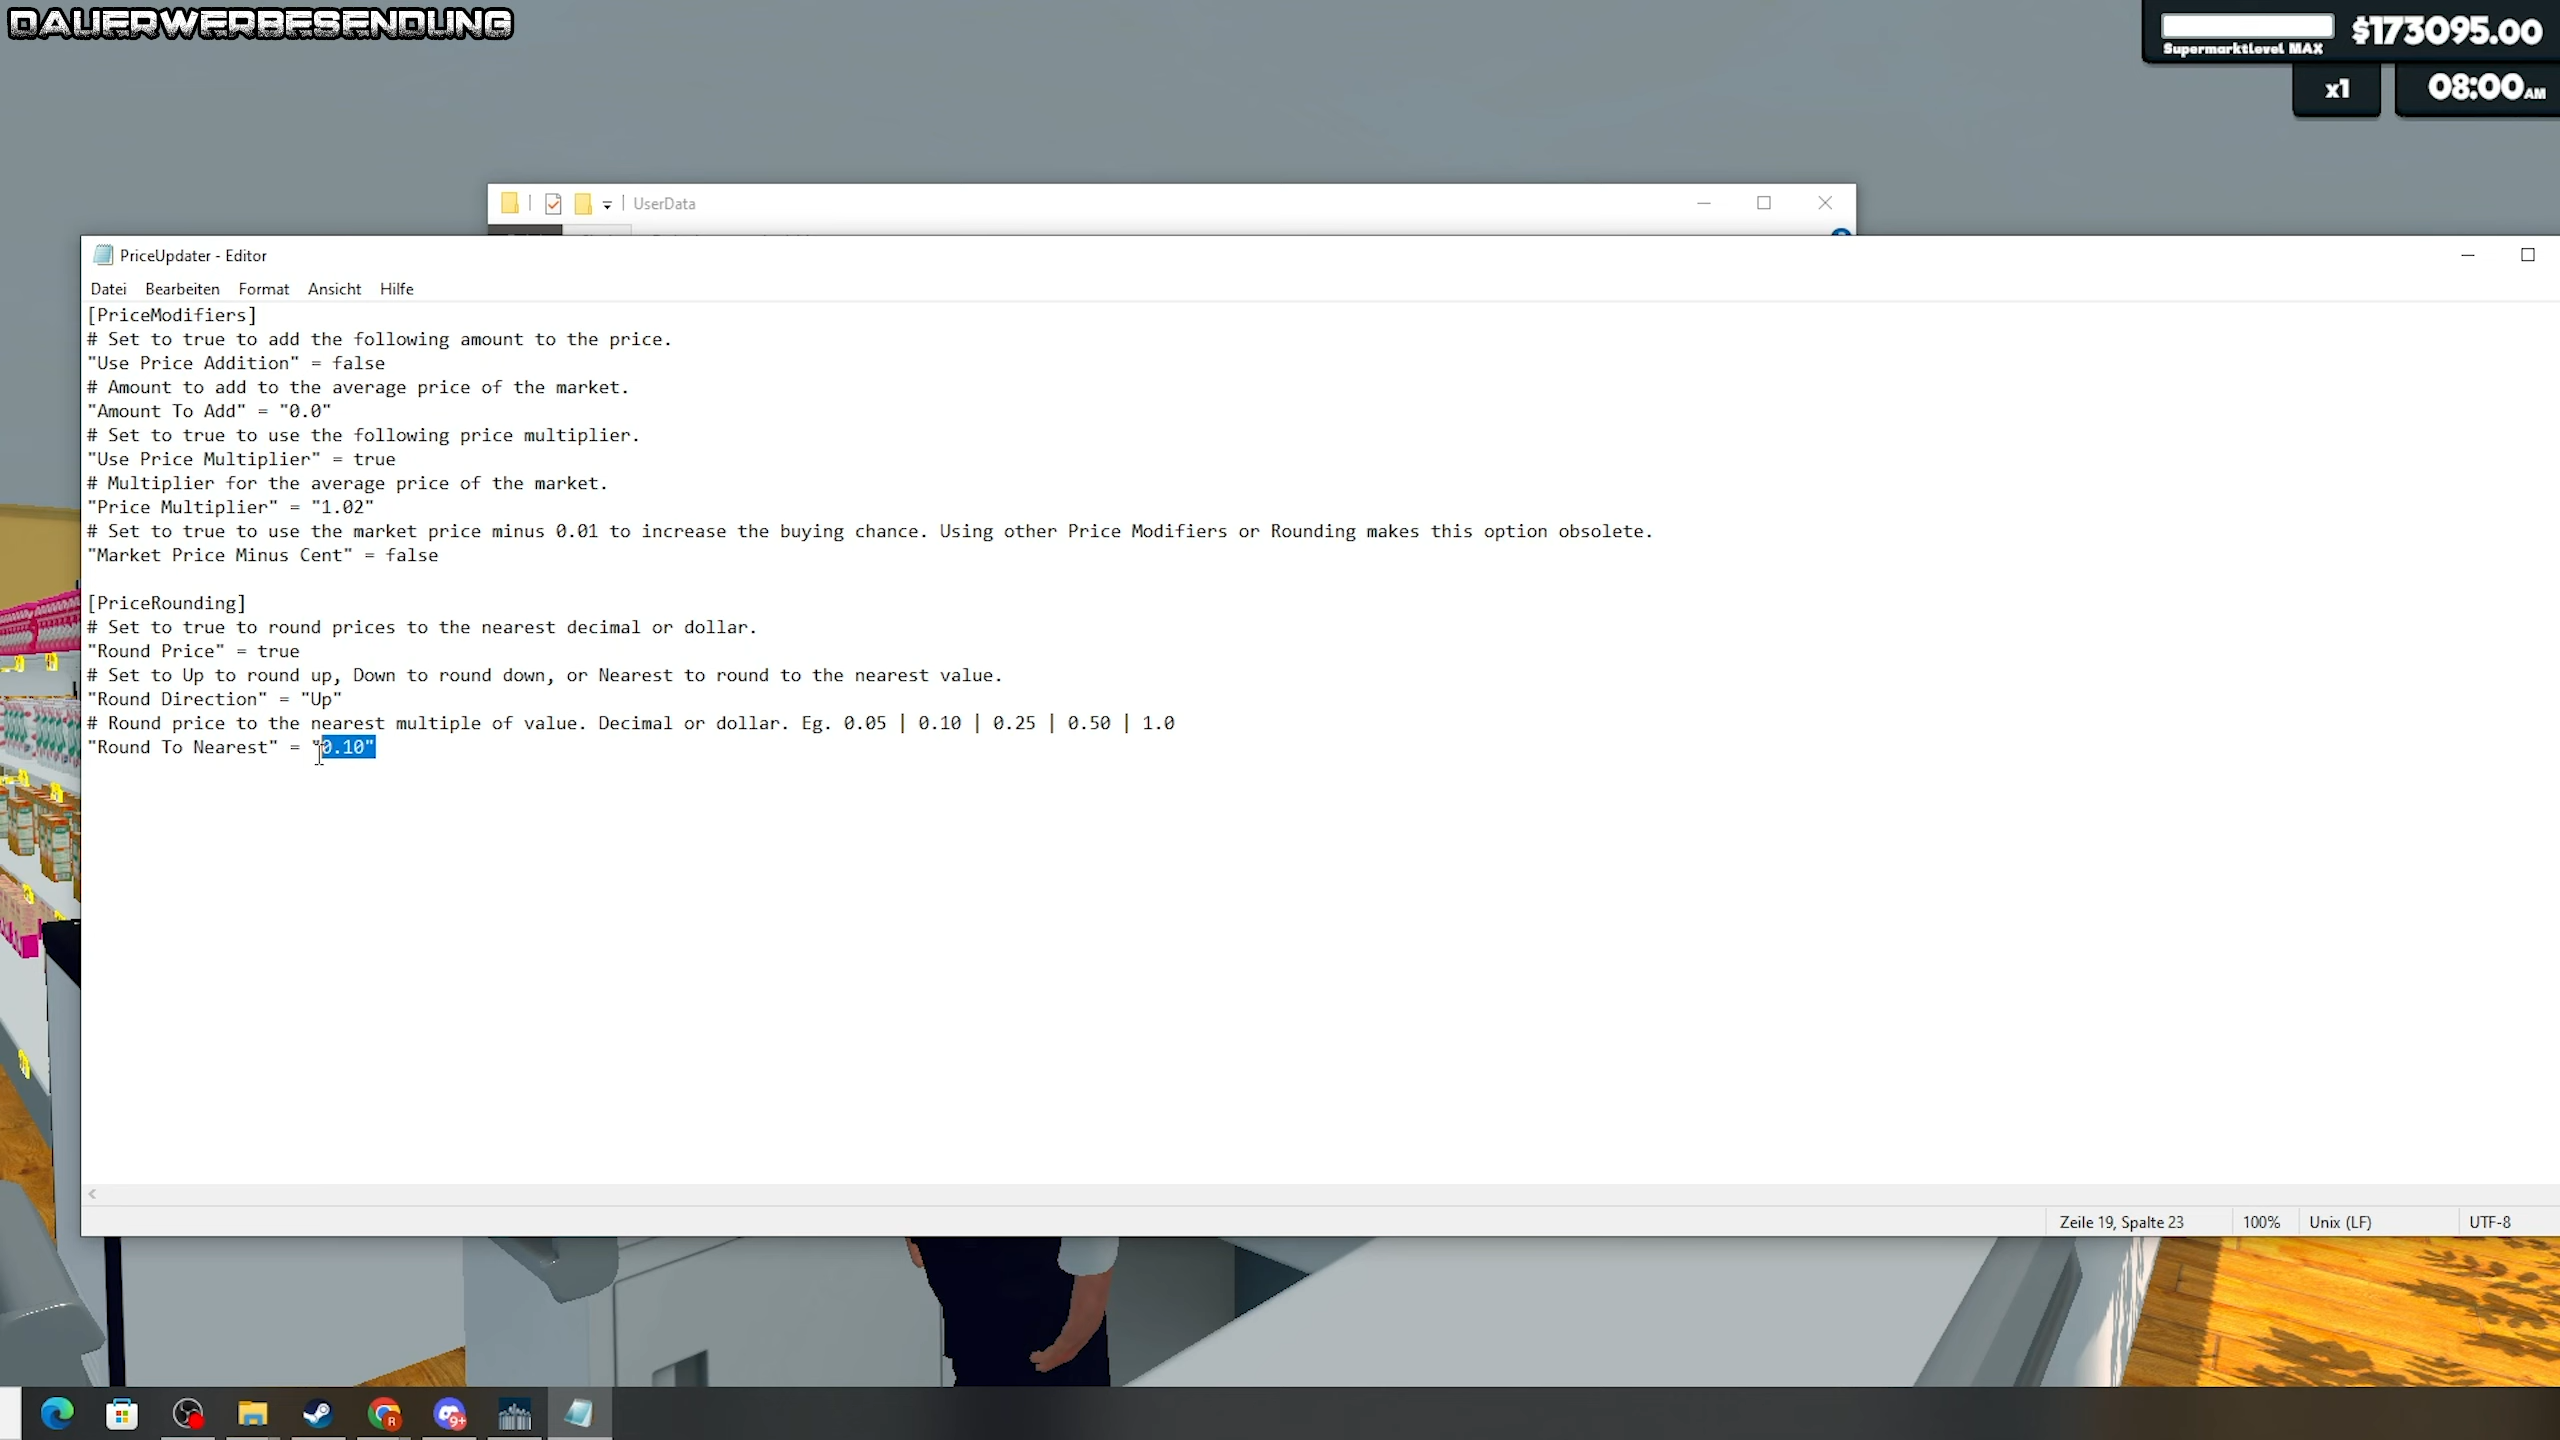 DAUERWERBESENDUNG
$173095.00
Supermarktlevel MAX
x1
08:00AM
UserData
PriceUpdater - Editor
Datei Bearbeiten Format Ansicht Hilfe
[PriceModifiers]
# Set to true to add the following amount to the price.
"Use Price Addition" = false
# Amount to add to the average price of the market.
"Amount To Add" = "0.0"
# Set to true to use the following price multiplier.
"Use Price Multiplier" = true
# Multiplier for the average price of the market.
"Price Multiplier" = "1.02"
# Set to true to use the market price minus 0.01 to increase the buying chance. Using other Price Modifiers or Rounding makes this option obsolete.
"Market Price Minus Cent" = false
[PriceRounding]
# Set to true to round prices to the nearest decimal or dollar.
"Round Price" = true
# Set to Up to round up, Down to round down, or Nearest to round to the nearest value.
"Round Direction" = "Up"
# Round price to the nearest multiple of value. Decimal or dollar. Eg. 0.05 | 0.10 | 0.25 | 0.50 | 1.0
"Round To Nearest" = "0.10"
Zeile 19, Spalte 23 100% Unix (LF) UTF-8
R
9+